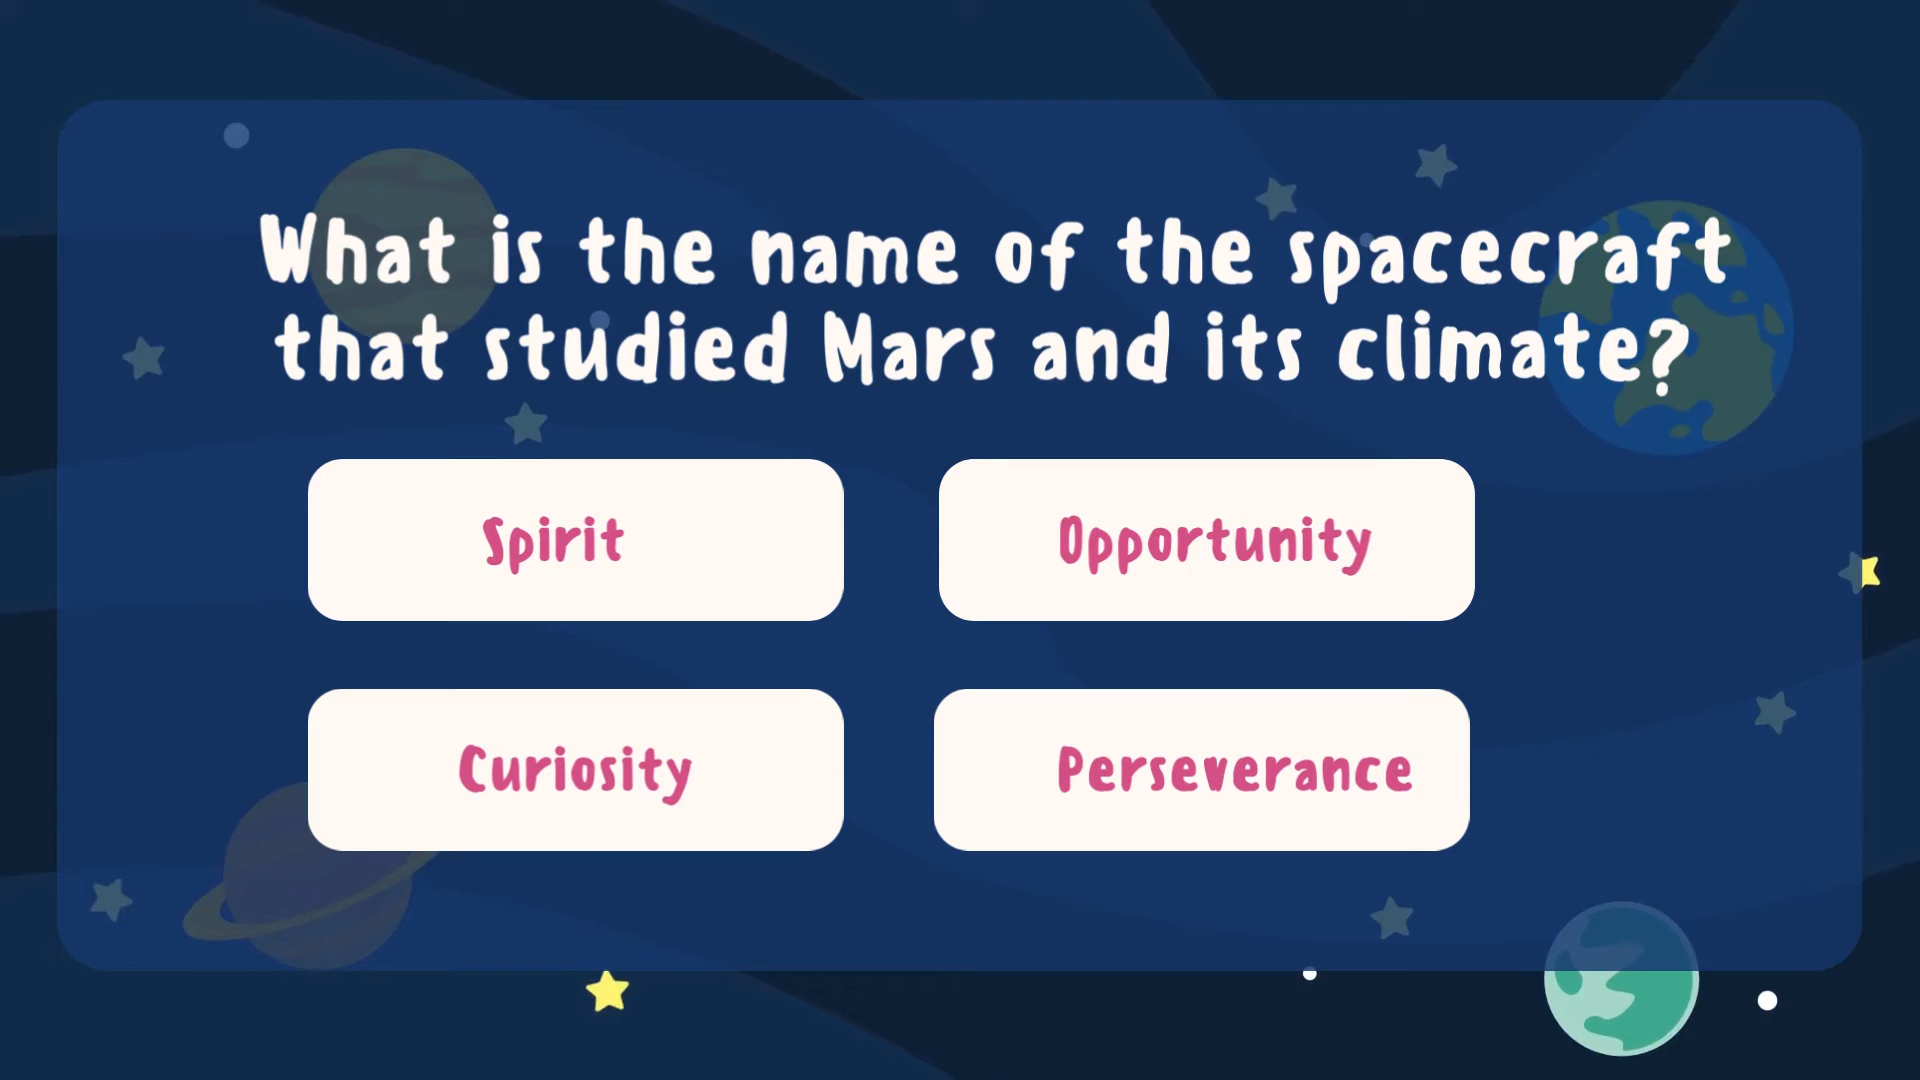 What is the name of the spacecraft
that studied Mars and its climate?
Spirit
Opportunity
Curiosity
Perseverance